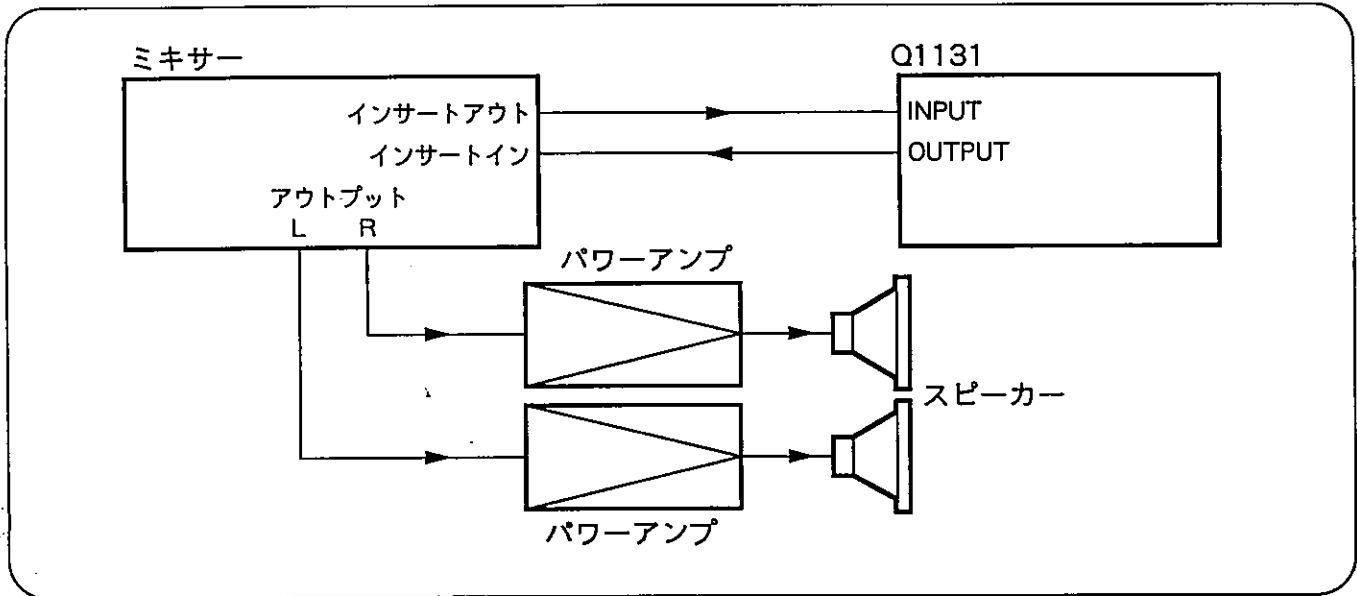 ミキサー
Q1131
インサートアウト
INPUT
インサートイン
OUTPUT
アウトプット
L R
パワーアンプ
スピーカー
パワーアンプ